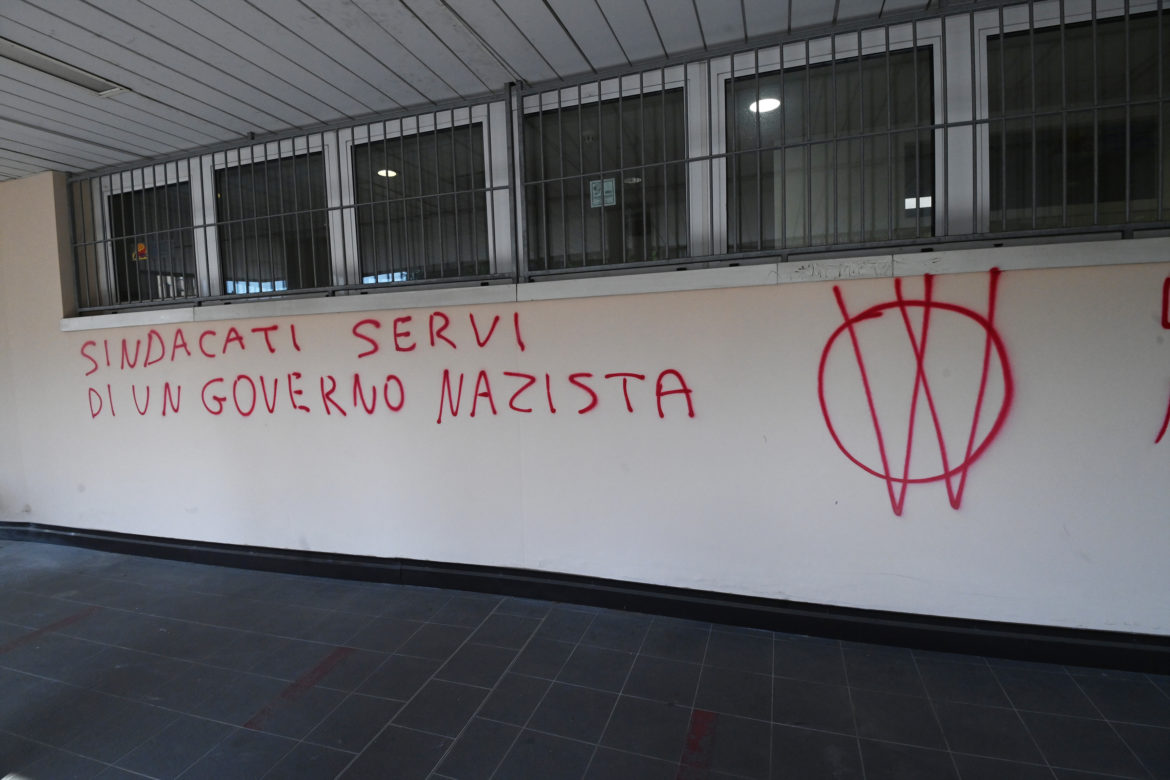 SINDACATI SERVI
DI UN GOVERNO NAZISTA
W